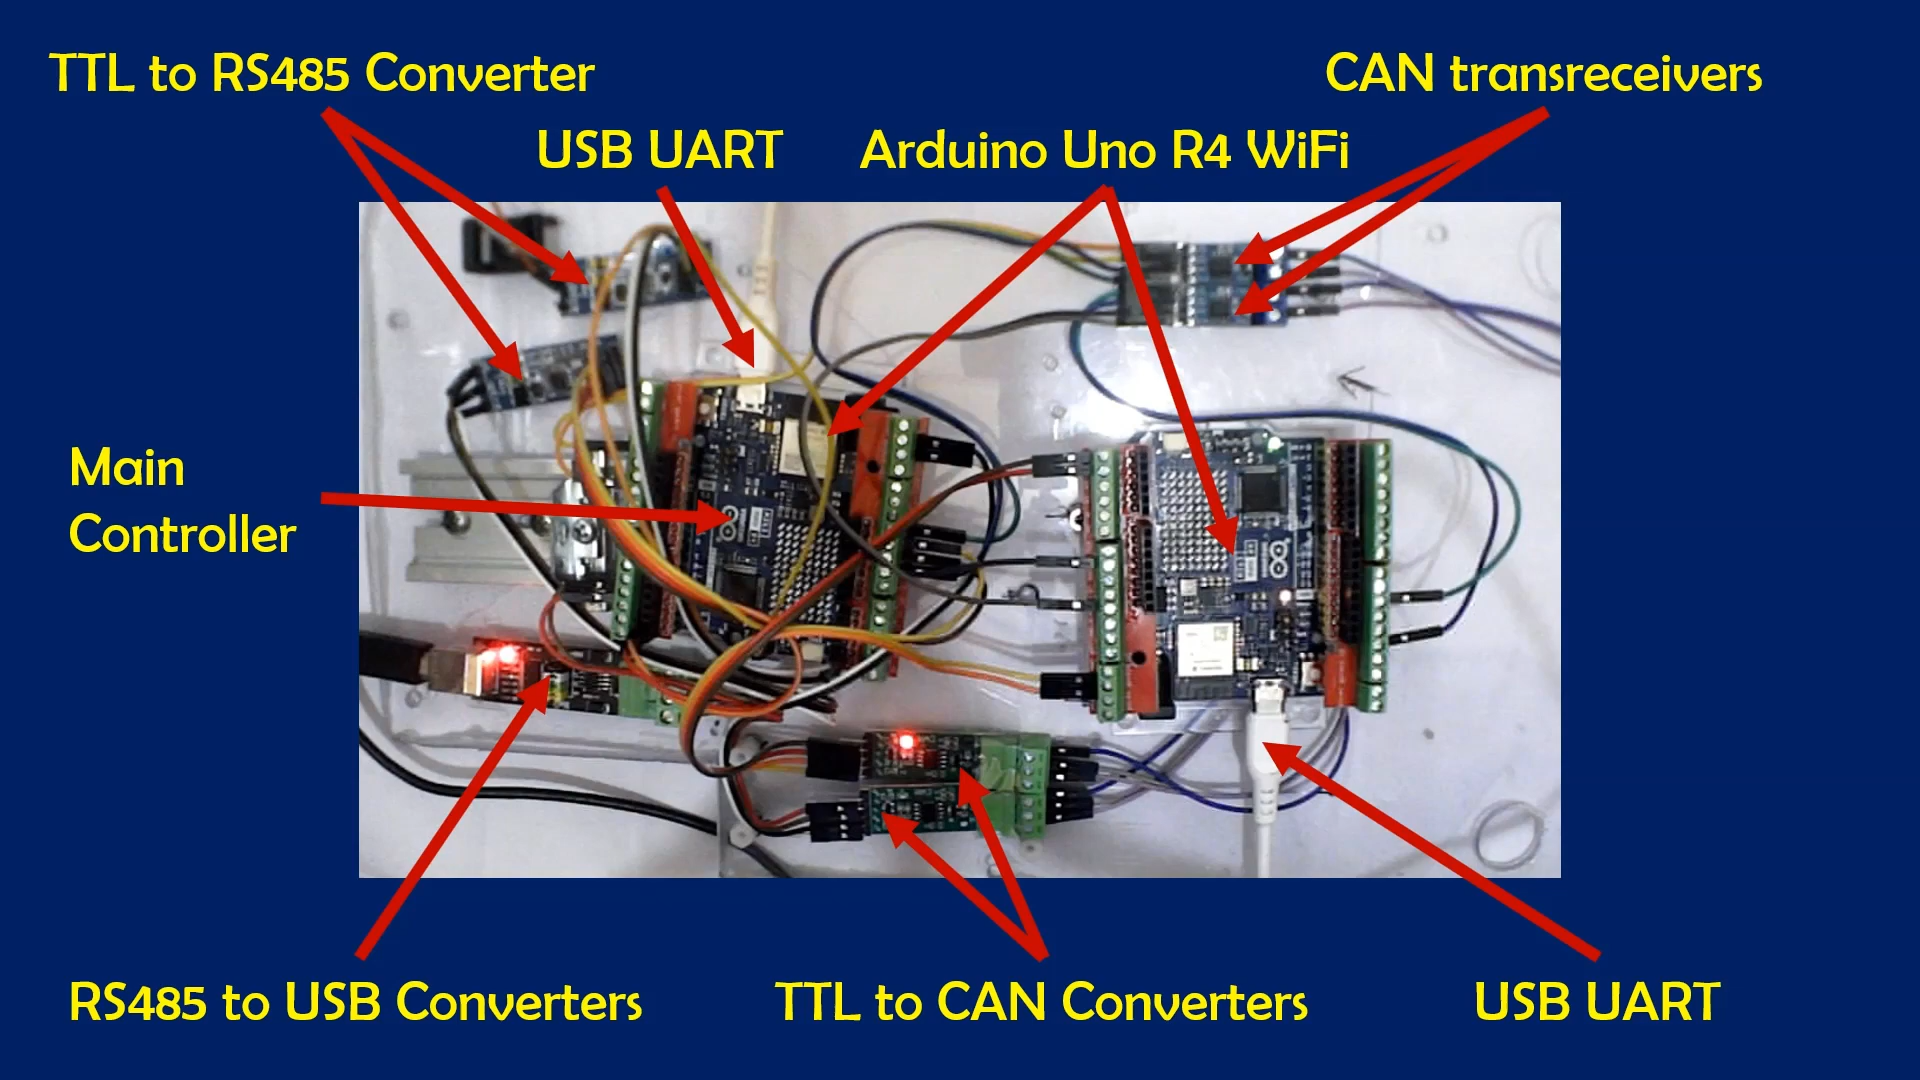 TTL to RS485 Converter
CAN transreceivers
USB UART
Arduino Uno R4 WiFi
Main
Controller
RS485 to USB Converters
TTL to CAN Converters
USB UART